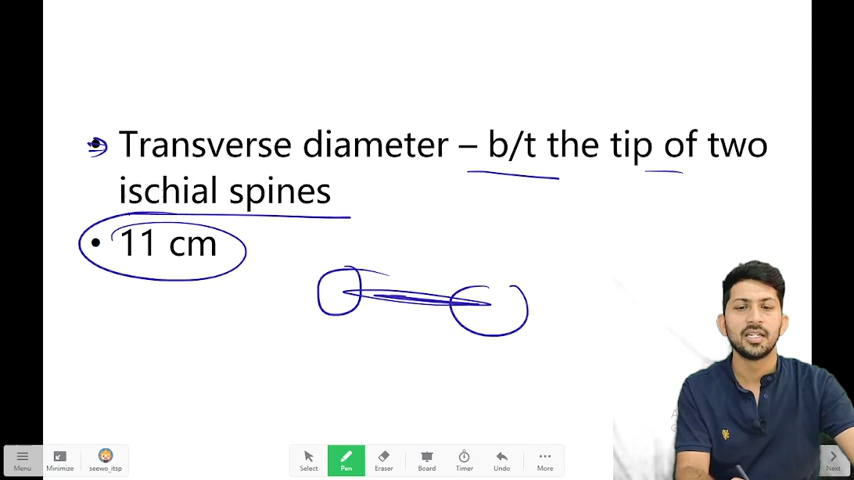 • Transverse diameter – b/t the tip of two
ischial spines
• 11 cm
Menu
Minimize
seewo_itsp
Select
Pen
Eraser
Board
Timer
Undo
More
Next